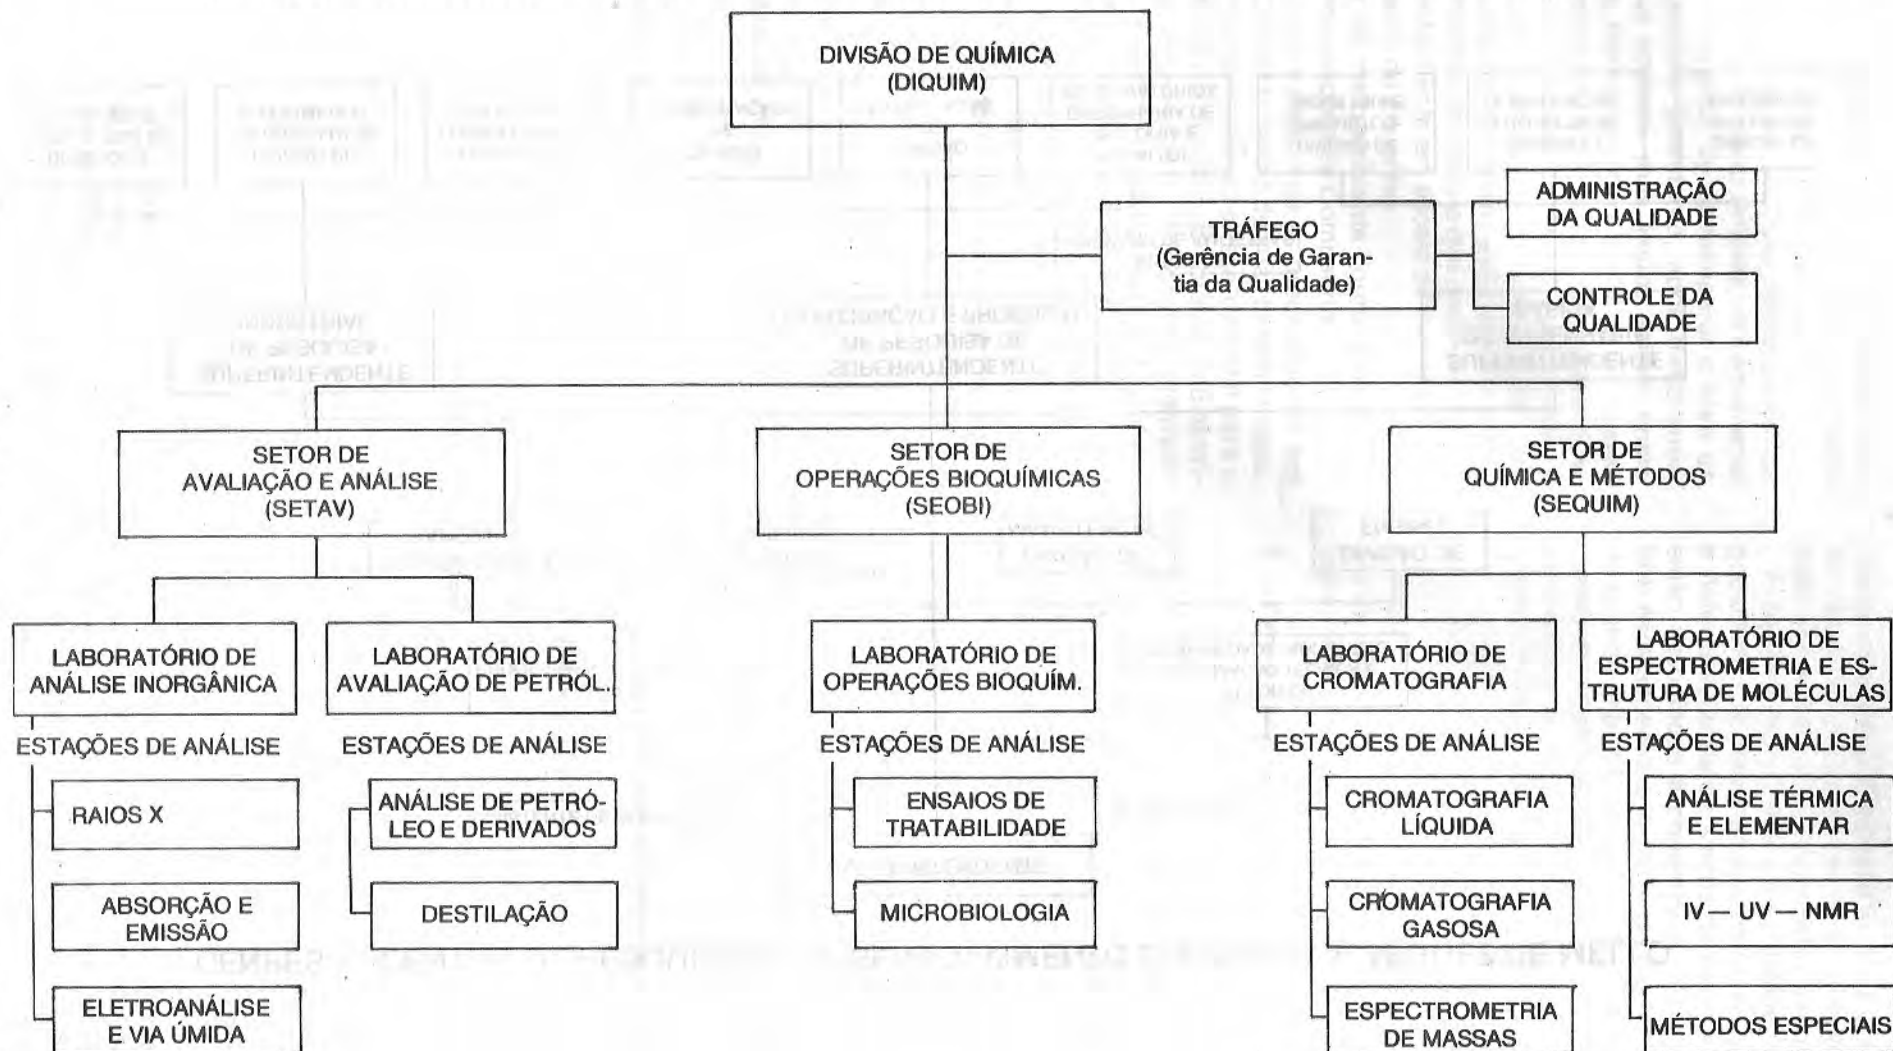 DIVISÃO DE QUÍMICA
(DIQUIM)
TRÁFEGO
(Gerência de Garan-
tia da Qualidade)
ADMINISTRAÇÃO
DA QUALIDADE
CONTROLE DA
QUALIDADE
SETOR DE
AVALIAÇÃO E ANÁLISE
(SETAV)
SETOR DE
OPERAÇÕES BIOQUÍMICAS
(SEOBI)
SETOR DE
QUÍMICA E MÉTODOS
(SEQUIM)
LABORATÓRIO DE
ANÁLISE INORGÂNICA
LABORATÓRIO DE
AVALIAÇÃO DE PETRÓL.
LABORATÓRIO DE
OPERAÇÕES BIOQUÍM.
LABORATÓRIO DE
CROMATOGRAFIA
LABORATÓRIO DE
ESPECTROMETRIA E ES-
TRUTURA DE MOLÉCULAS
ESTAÇÕES DE ANÁLISE
RAIOS X
ABSORÇÃO E
EMISSÃO
ELETROANÁLISE
E VIA ÚMIDA
ESTAÇÕES DE ANÁLISE
ANÁLISE DE PETRÓ-
LEO E DERIVADOS
DESTILAÇÃO
ESTAÇÕES DE ANÁLISE
ENSAIOS DE
TRATABILIDADE
MICROBIOLOGIA
ESTAÇÕES DE ANÁLISE
CROMATOGRAFIA
LÍQUIDA
CROMATOGRAFIA
GASOSA
ESPECTROMETRIA
DE MASSAS
ESTAÇÕES DE ANÁLISE
ANÁLISE TÉRMICA
E ELEMENTAR
IV — UV — NMR
MÉTODOS ESPECIAIS